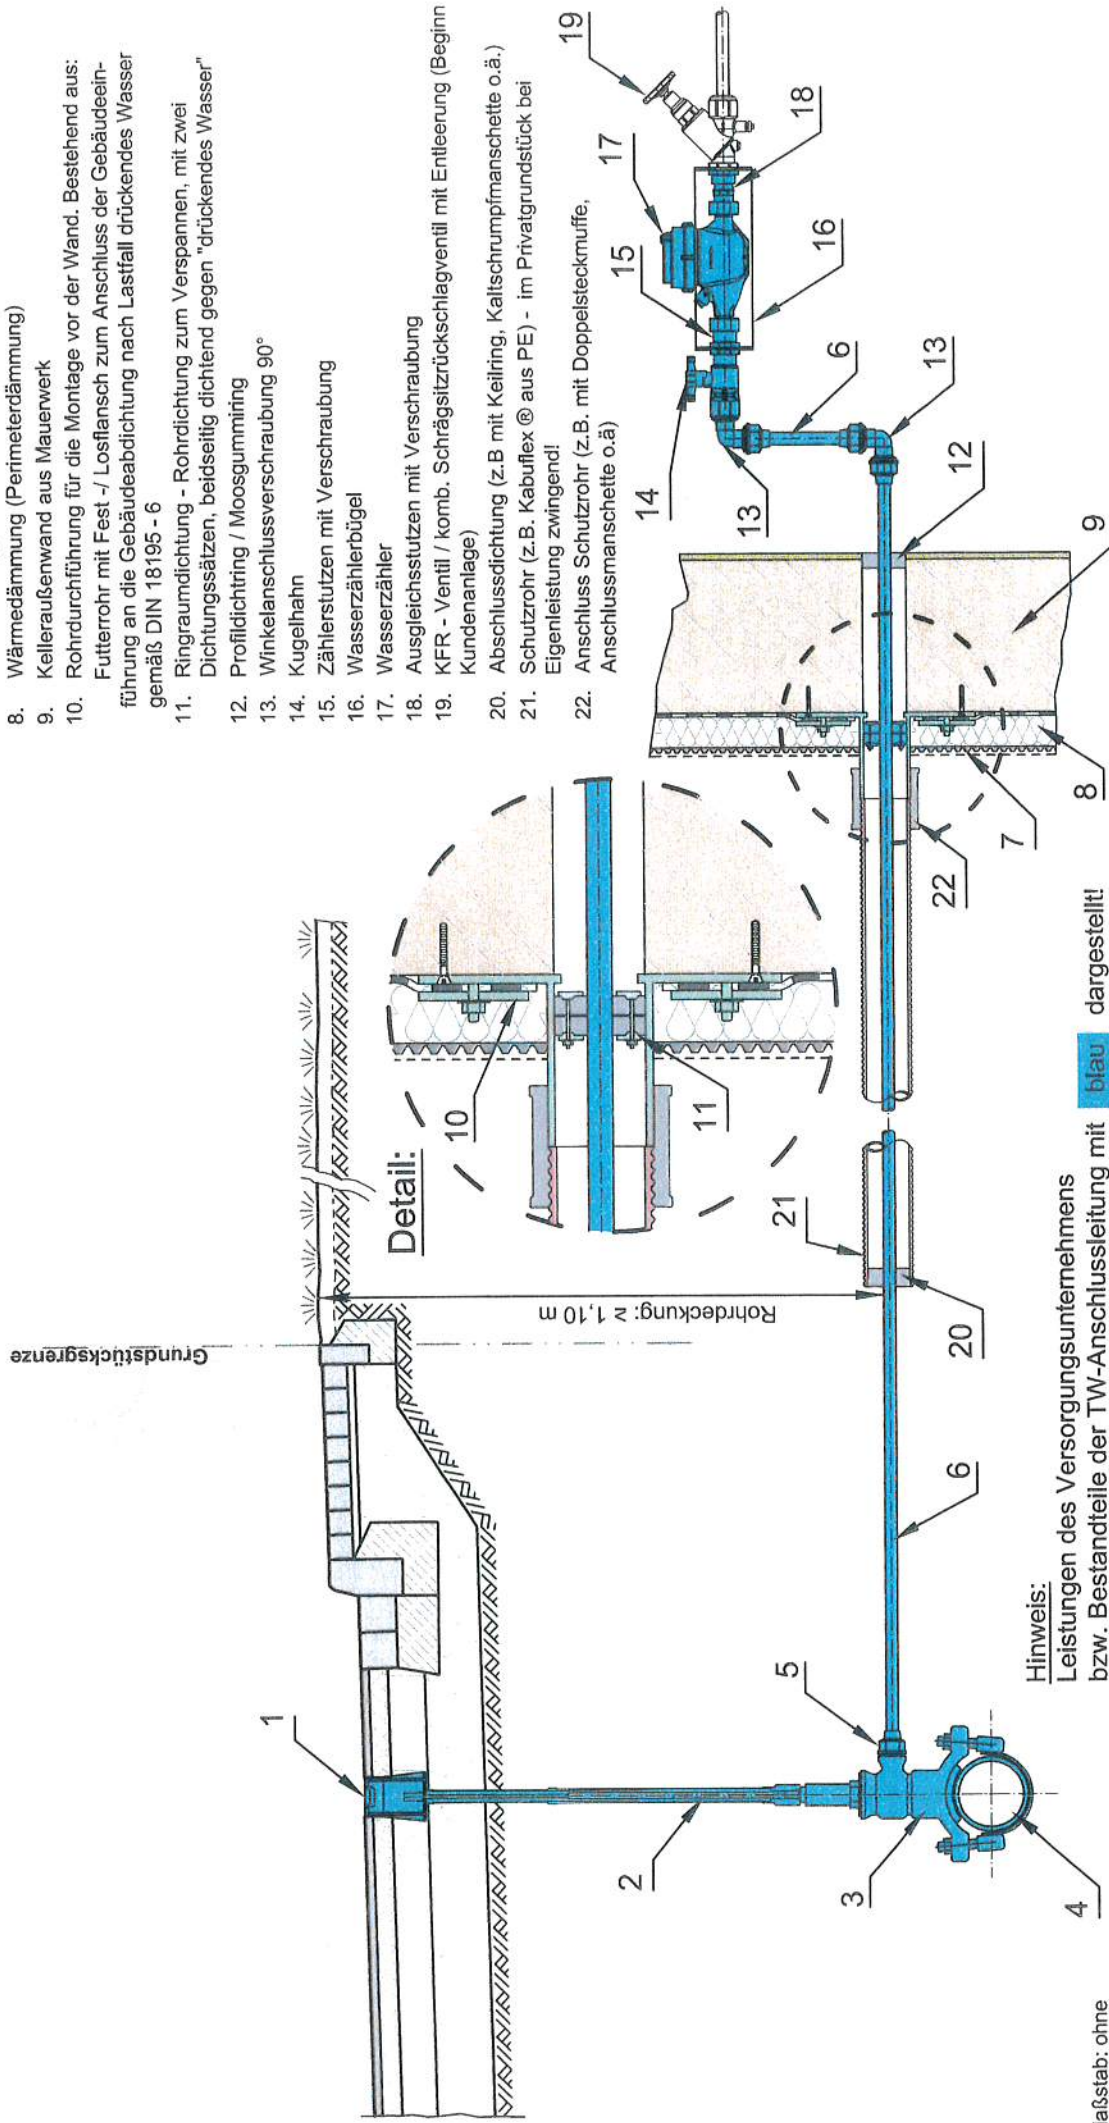 8. Wärmedämmung (Perimeterdämmung)
9. Kelleraußenwand aus Mauerwerk
10. Rohrdurchführung für die Montage vor der Wand. Bestehend aus:
Futterrohr mit Fest -/ Losflansch zum Anschluss der Gebäudeein-
führung an die Gebäudeabdichtung nach Lastfall drückendes Wasser
gemäß DIN 18195 - 6
11. Ringraumdichtung - Rohrdichtung zum Verspannen, mit zwei
Dichtungssätzen, beidseitig dichtend gegen "drückendes Wasser"
12. Profildichtring / Moosgummiring
13. Winkelanschlussverschraubung 90°
14. Kugelhahn
15. Zählerstutzen mit Verschraubung
16. Wasserzählerbügel
17. Wasserzähler
18. Ausgleichsstutzen mit Verschraubung
19. KFR - Ventil / komb. Schrägsitzrückschlagventil mit Entleerung (Beginn
Kundenanlage)
20. Abschlussdichtung (z.B mit Keilring, Kaltschrumpfmanschette o.ä.)
21. Schutzrohr (z.B. Kabuflex ® aus PE) - im Privatgrundstück bei
Eigenleistung zwingend!
22. Anschluss Schutzrohr (z.B. mit Doppelsteckmuffe,
Anschlussmanschette o.ä)
Grundstücksgrenze
1
Detail:
10
11
Rohrdeckung: ≥ 1,10 m
2
3
4
5
6
20
21
22
7
8
9
12
13
6
13
14
15
16
17
18
19
Hinweis:
Leistungen des Versorgungsunternehmens
bzw. Bestandteile der TW-Anschlussleitung mit blau dargestellt!
aßstab: ohne